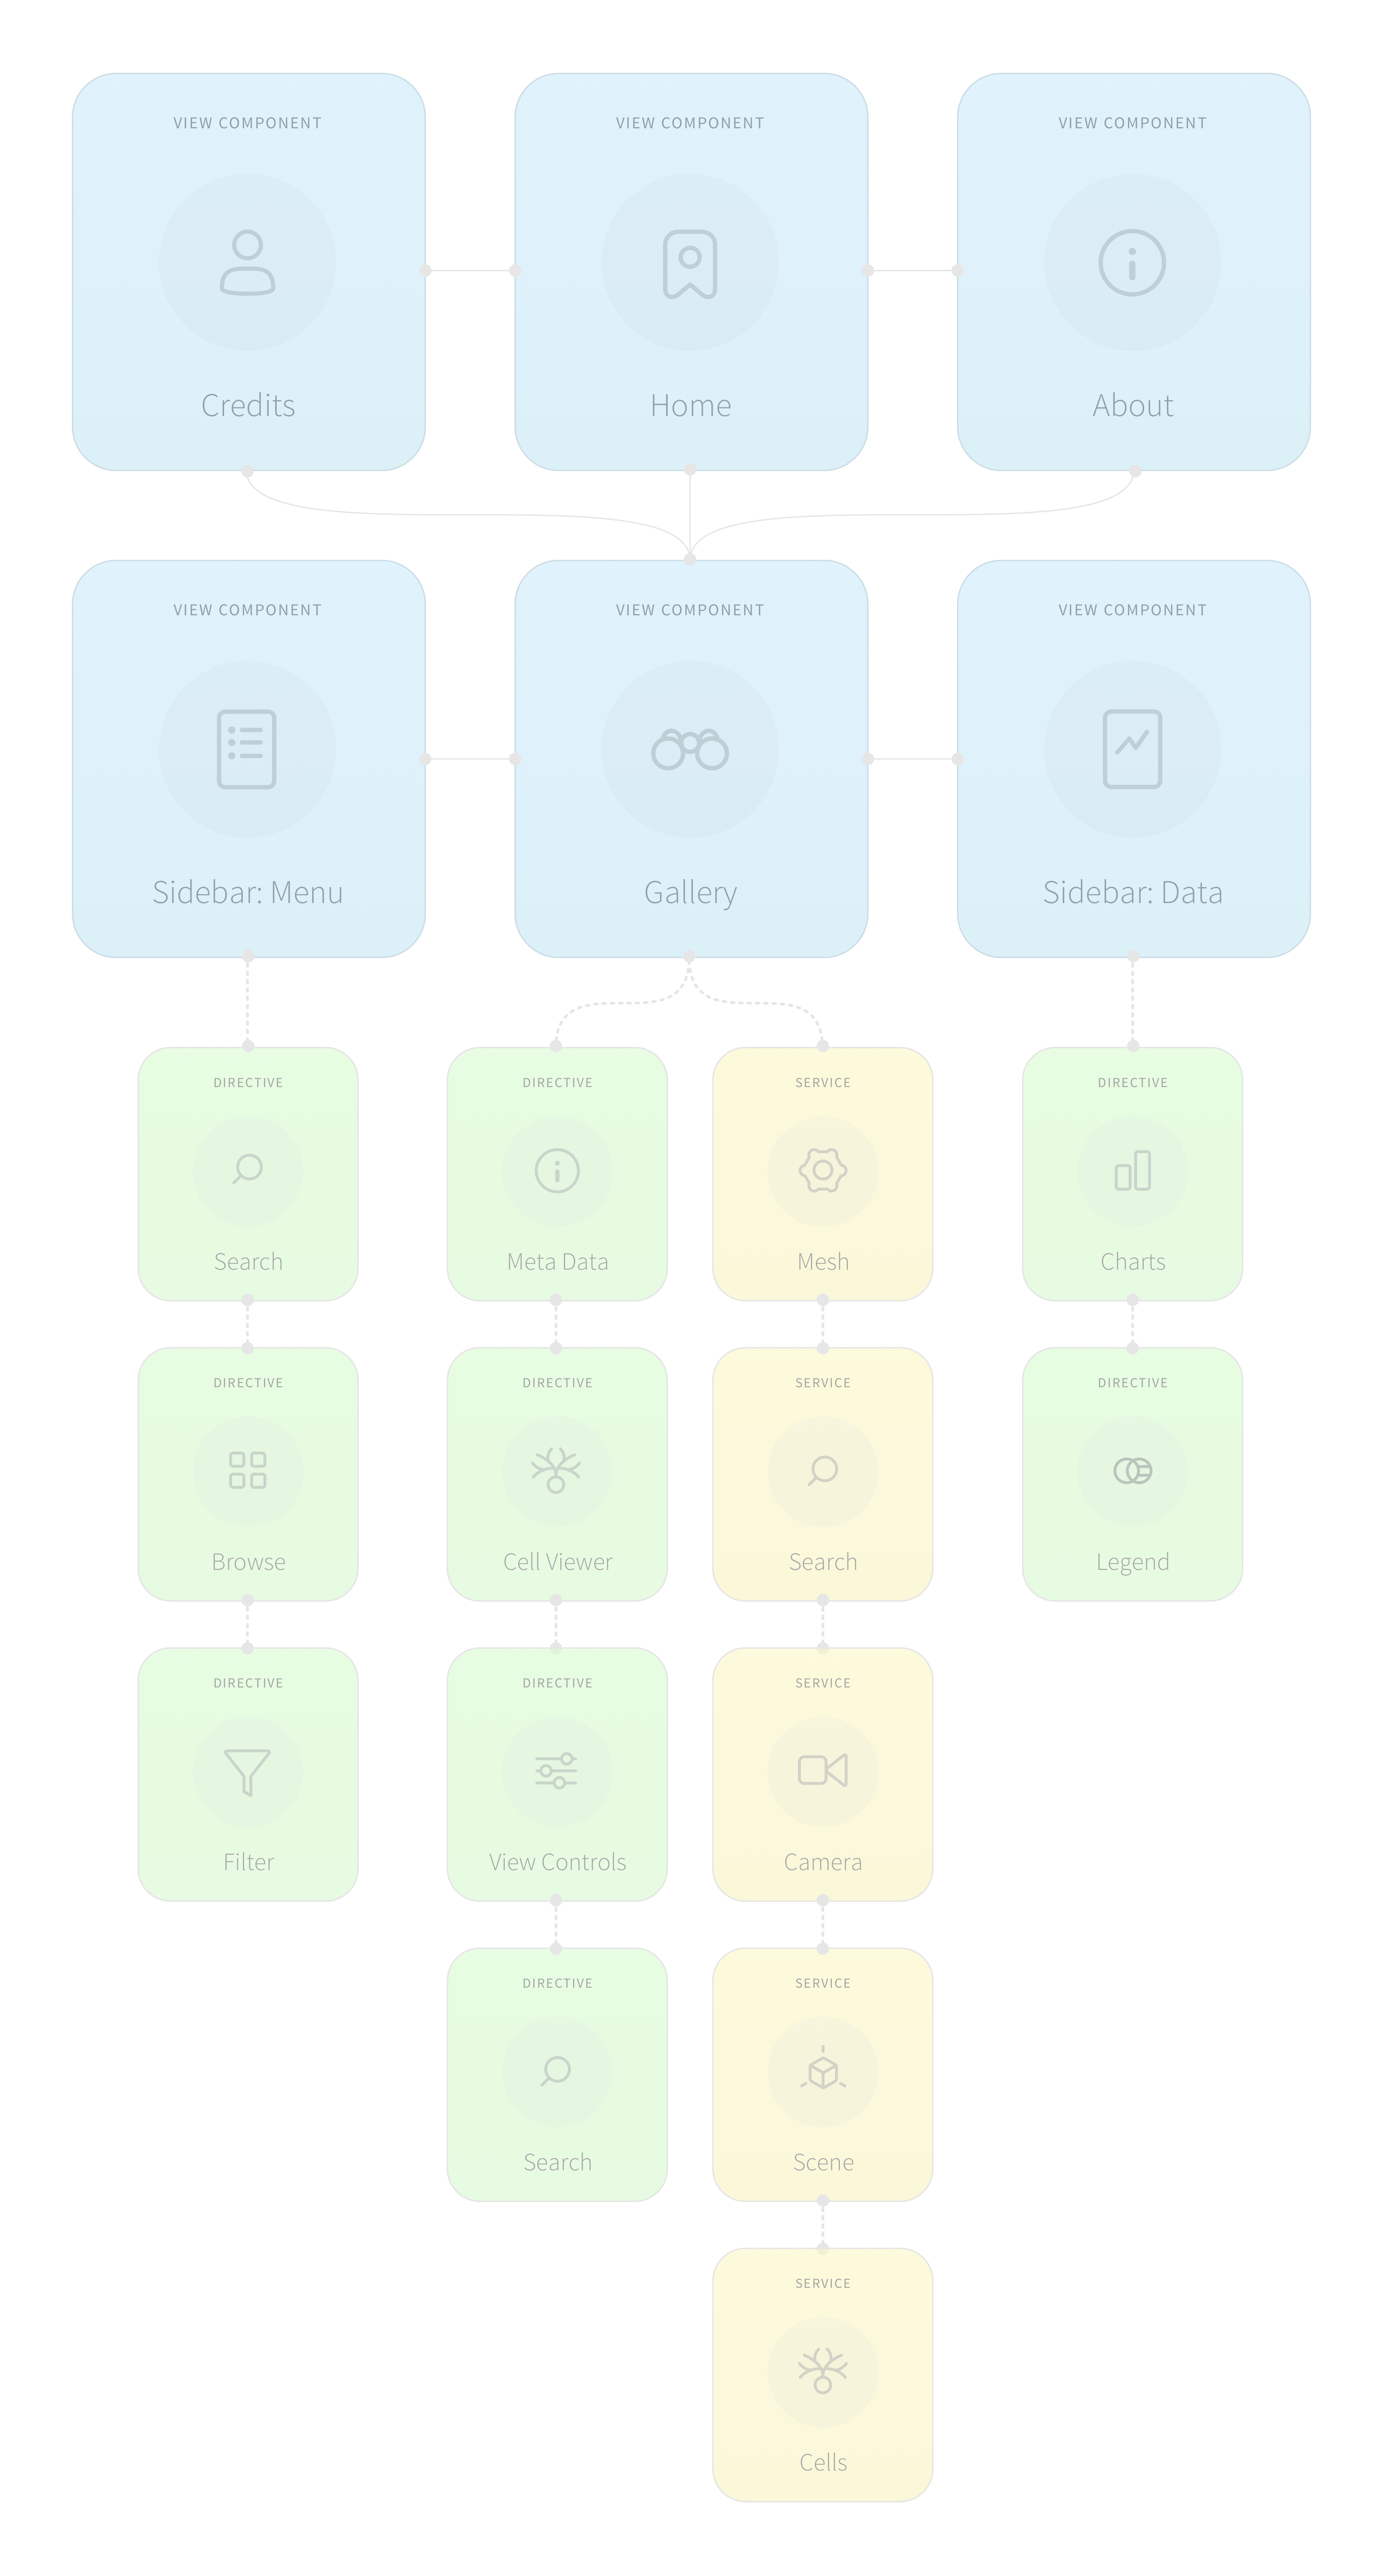 VIEW COMPONENT
Credits
VIEW COMPONENT
Home
VIEW COMPONENT
About
VIEW COMPONENT
Sidebar: Menu
VIEW COMPONENT
Gallery
VIEW COMPONENT
Sidebar: Data
DIRECTIVE
Search
DIRECTIVE
Meta Data
SERVICE
Mesh
DIRECTIVE
Charts
DIRECTIVE
Browse
DIRECTIVE
Cell Viewer
SERVICE
Search
DIRECTIVE
Legend
DIRECTIVE
Filter
DIRECTIVE
View Controls
SERVICE
Camera
DIRECTIVE
Search
SERVICE
Scene
SERVICE
Cells